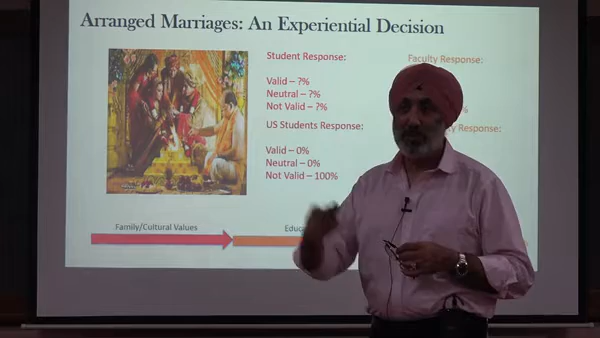 Arranged Marriages: An Experiential Decision
Student Response:
Valid – ?%
Neutral – ?%
Not Valid – ?%
US Students Response:
Valid – 0%
Neutral – 0%
Not Valid – 100%
Faculty Response:
%
Response:
Family/Cultural Values